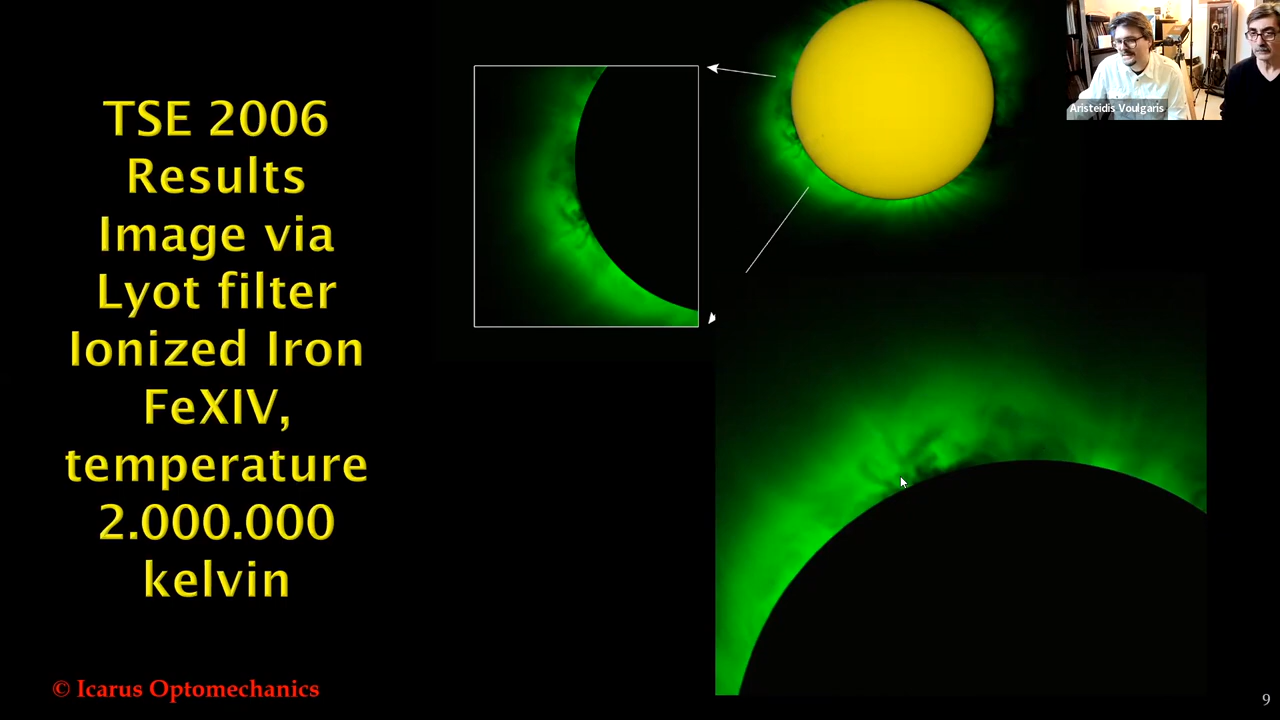 TSE 2006
Results
Image via
Lyot filter
Ionized Iron
FeXIV,
temperature
2.000.000
kelvin
Aristeidis Voulgaris
© Icarus Optomechanics
9